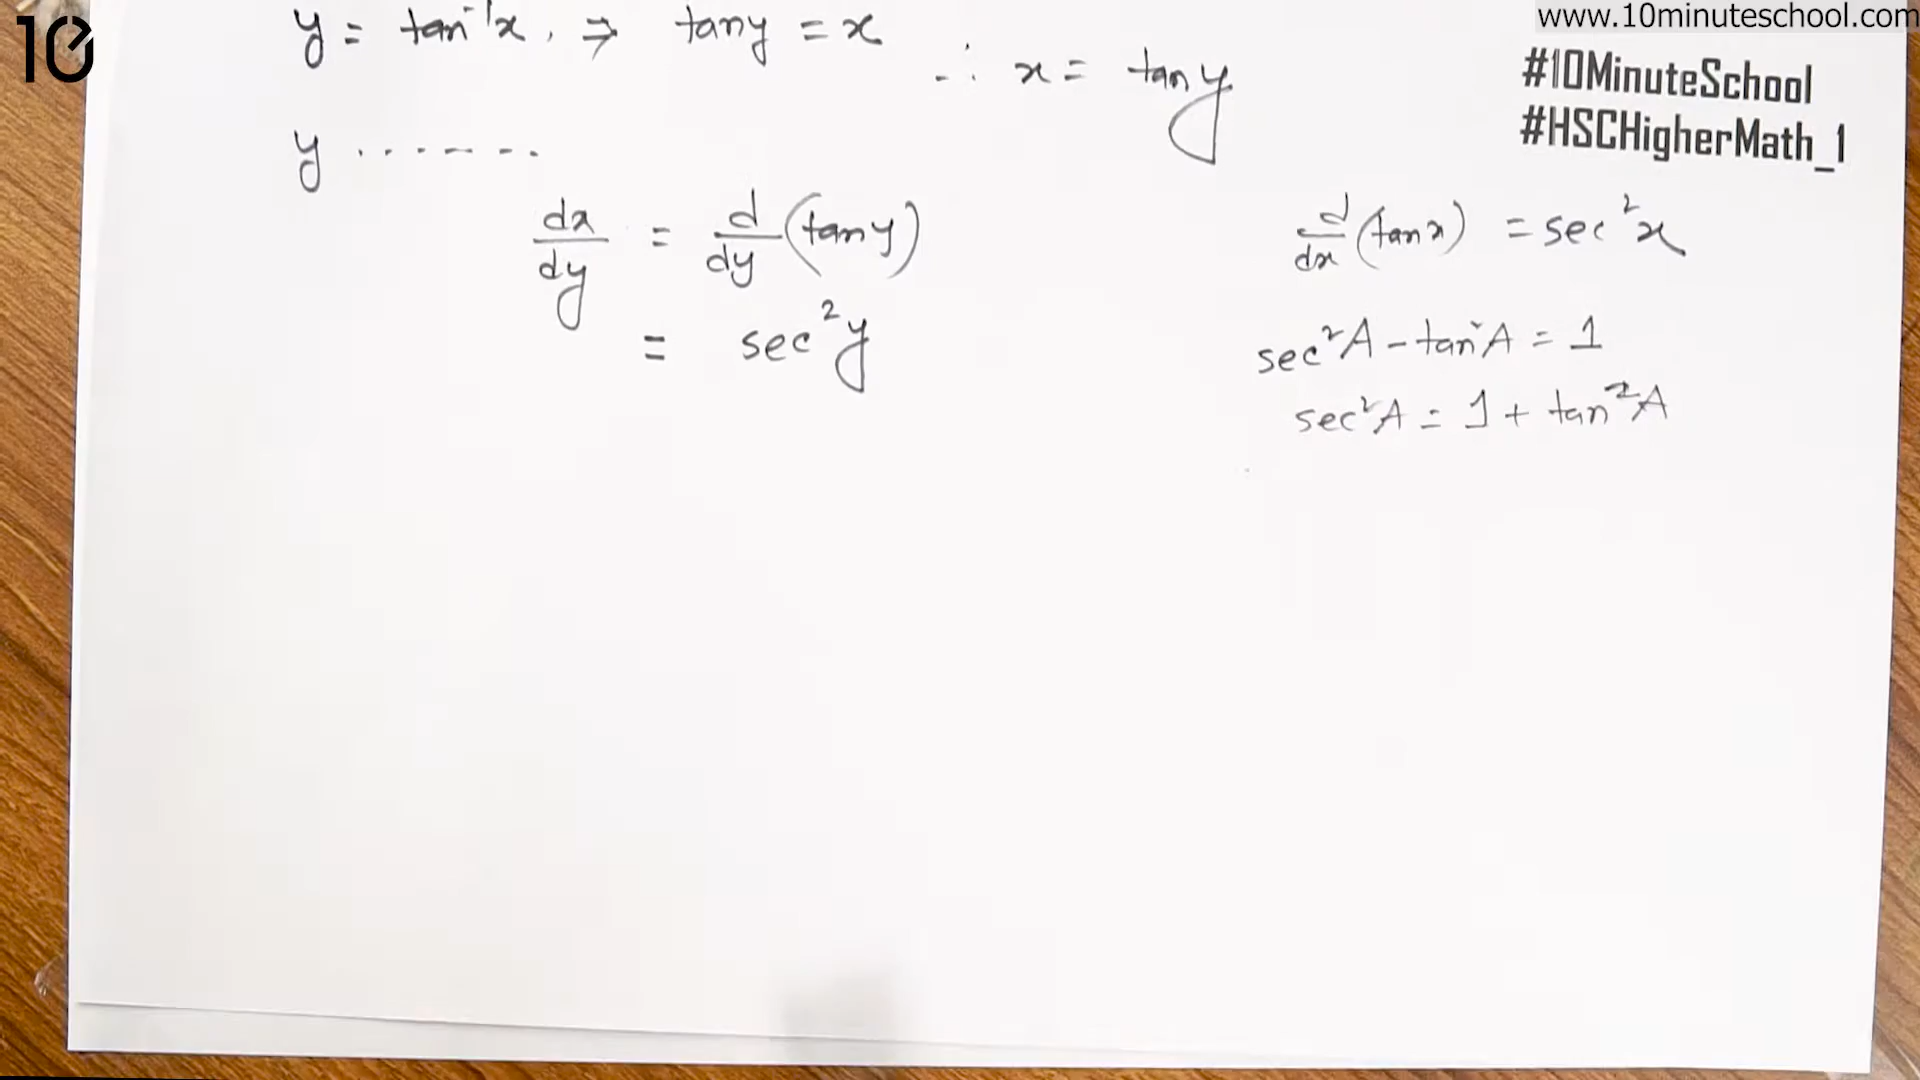 10
www.10minuteschool.com
#10MinuteSchool
#HSCHigherMath_1
y = tan⁻¹x, ⇒ tany = x
∴ x = tany
y .......
dx/dy = d/dy (tany)
= sec²y
d/dx (tanx) = sec²x
sec²A - tan²A = 1
sec²A = 1 + tan²A